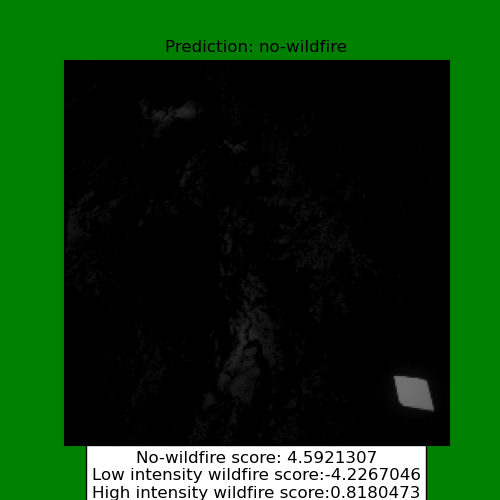 Prediction: no-wildfire
No-wildfire score: 4.5921307
Low intensity wildfire score:-4.2267046
High intensity wildfire score:0.8180473